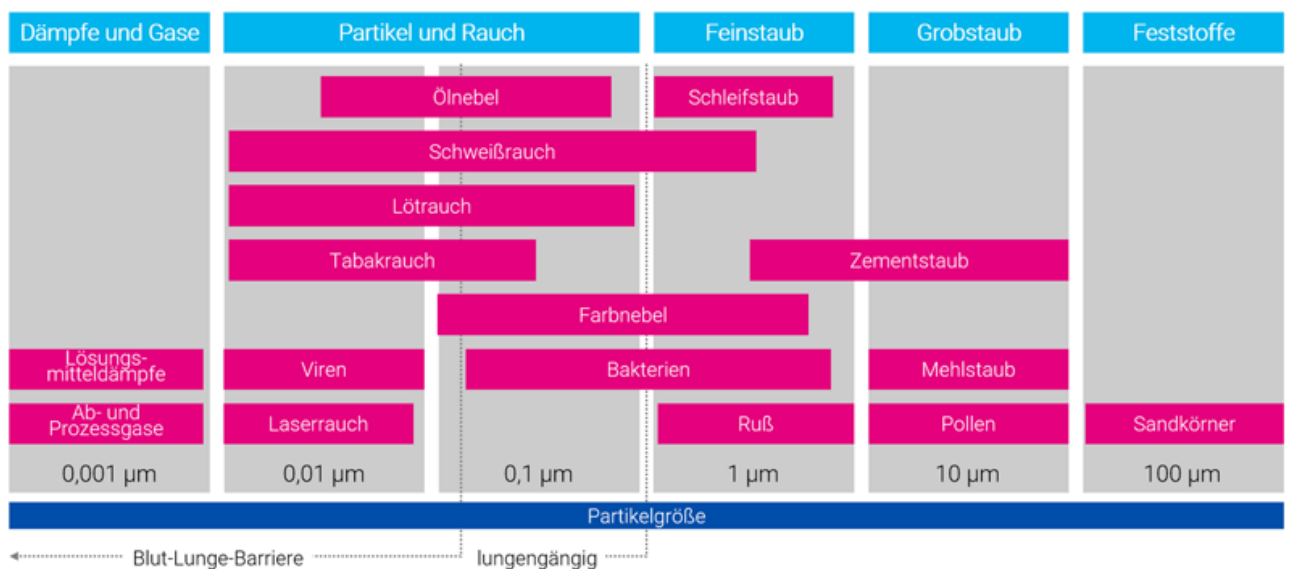 Dämpfe und Gase
Partikel und Rauch
Feinstaub
Grobstaub
Feststoffe
Ölnebel
Schleifstaub
Schweißrauch
Lötrauch
Tabakrauch
Zementstaub
Farbnebel
Lösungs-
mitteldämpfe
Viren
Bakterien
Mehlstaub
Ab- und
Prozessgase
Laserrauch
Ruß
Pollen
Sandkörner
0,001 µm
0,01 µm
0,1 µm
1 µm
10 µm
100 µm
Partikelgröße
Blut-Lunge-Barriere
lungengängig